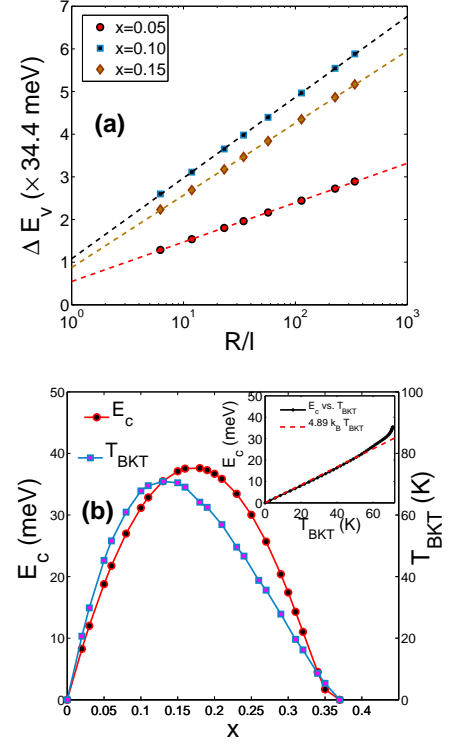 (a)
x=0.05
x=0.10
x=0.15
7
6
5
4
3
2
1
0
Δ E_v (× 34.4 meV)
10^0 10^1 10^2 10^3
R/l
(b)
E_c
T_BKT
50
40
30
20
10
0
E_c (meV)
100
80
60
40
20
0
T_BKT (K)
0 0.05 0.1 0.15 0.2 0.25 0.3 0.35 0.4
x
E_c vs. T_BKT
4.89 k_B T_BKT
50
40
30
20
10
0
E_c (meV)
0 20 40 60
T_BKT (K)